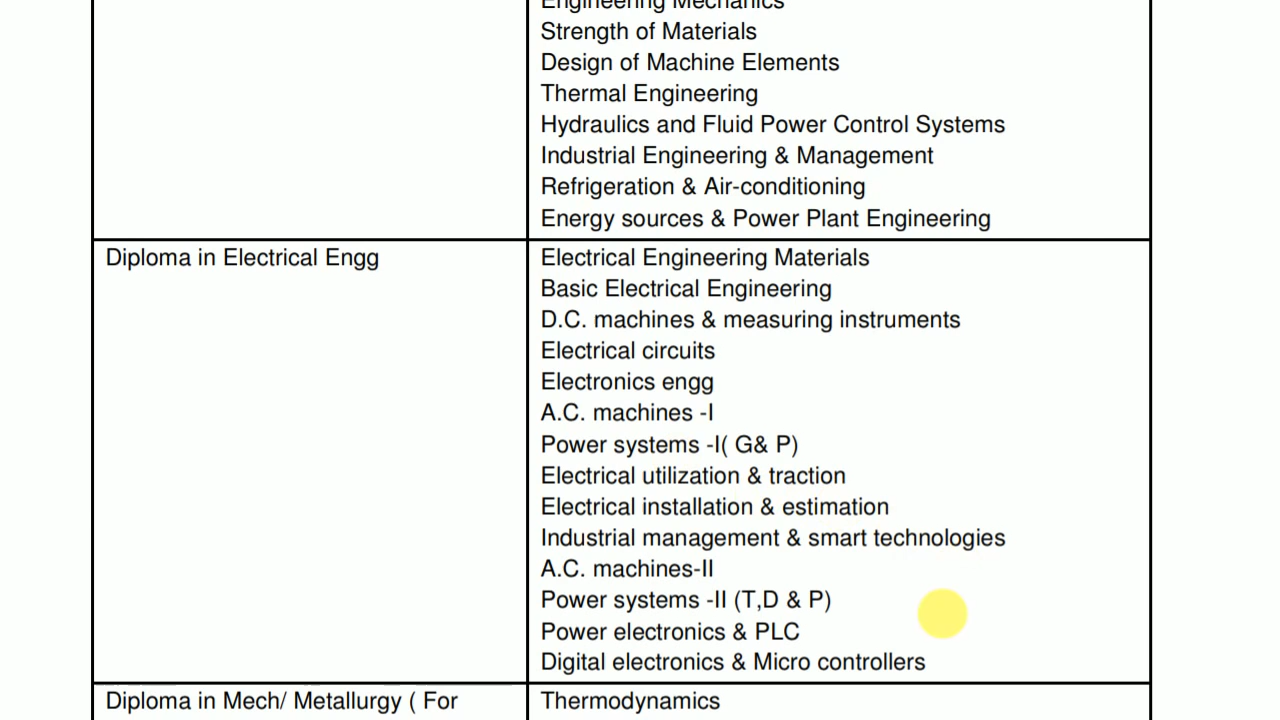 Engineering Mechanics
Strength of Materials
Design of Machine Elements
Thermal Engineering
Hydraulics and Fluid Power Control Systems
Industrial Engineering & Management
Refrigeration & Air-conditioning
Energy sources & Power Plant Engineering
Diploma in Electrical Engg
Electrical Engineering Materials
Basic Electrical Engineering
D.C. machines & measuring instruments
Electrical circuits
Electronics engg
A.C. machines -I
Power systems -I( G& P)
Electrical utilization & traction
Electrical installation & estimation
Industrial management & smart technologies
A.C. machines-II
Power systems -II (T,D & P)
Power electronics & PLC
Digital electronics & Micro controllers
Diploma in Mech/ Metallurgy ( For
Thermodynamics